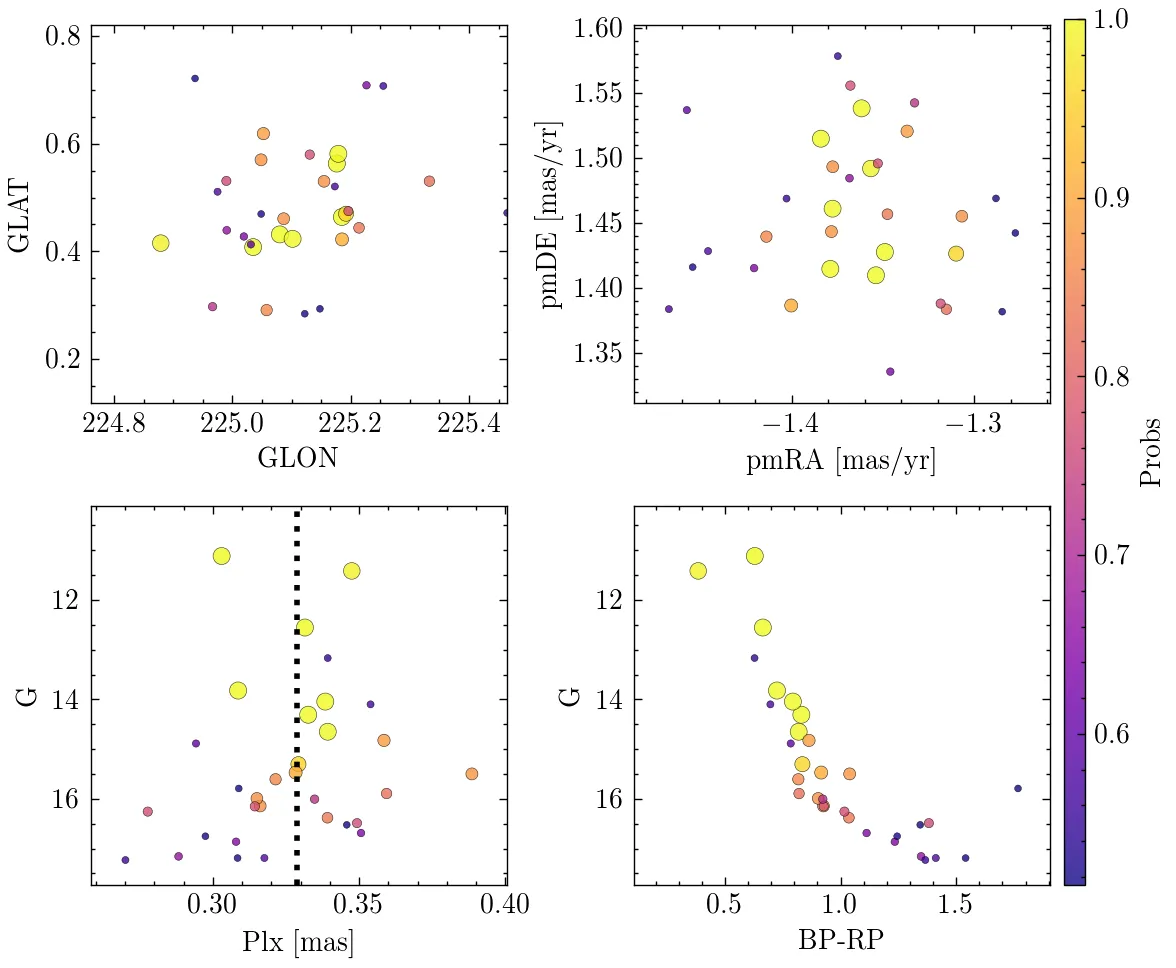 0.8
0.6
0.4
0.2
GLAT
224.8 225.0 225.2 225.4
GLON
1.60
1.55
1.50
1.45
1.40
1.35
pmDE [mas/yr]
−1.4 −1.3
pmRA [mas/yr]
1.0
0.9
0.8
0.7
0.6
Probs
12
14
16
G
0.30 0.35 0.40
Plx [mas]
12
14
16
G
0.5 1.0 1.5
BP-RP